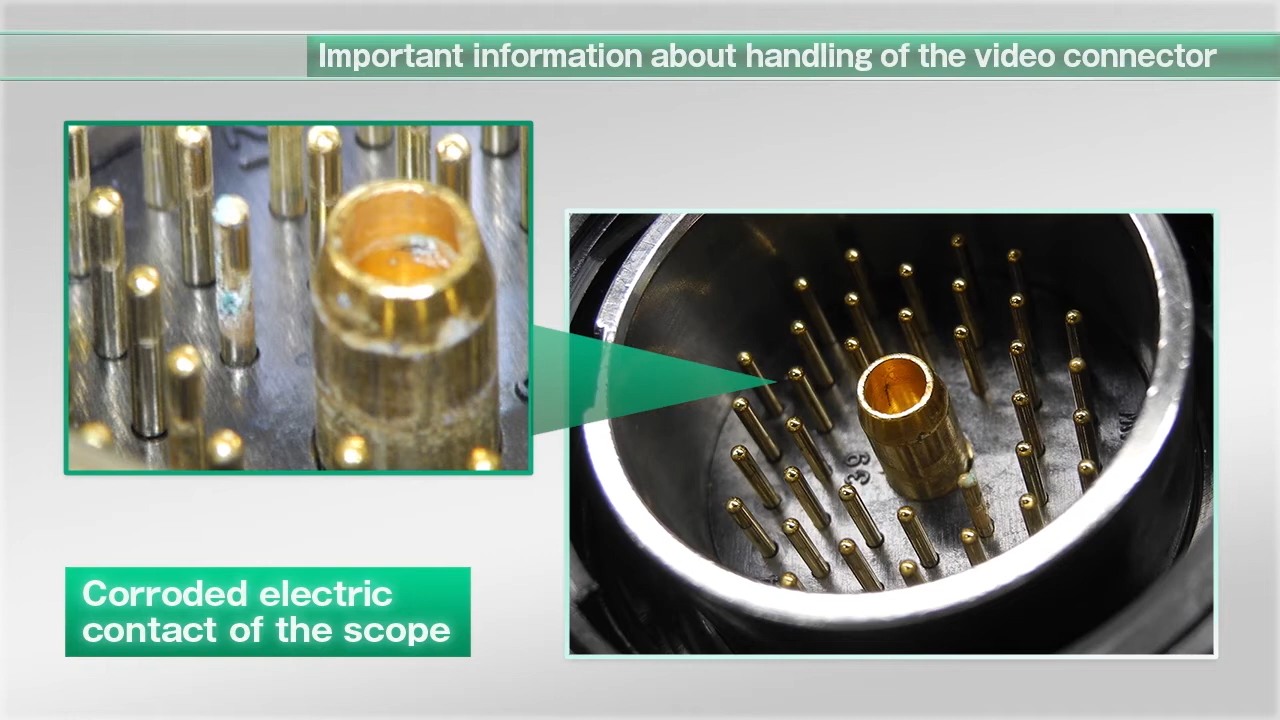 Important information about handling of the video connector
Corroded electric
contact of the scope